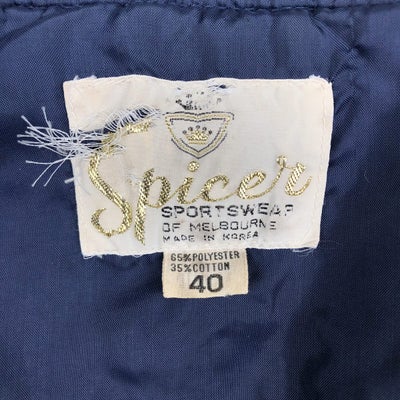 Spicer
SPORTSWEAR
OF MELBOURNE
MADE IN KOREA
65% POLYESTER
35% COTTON
40